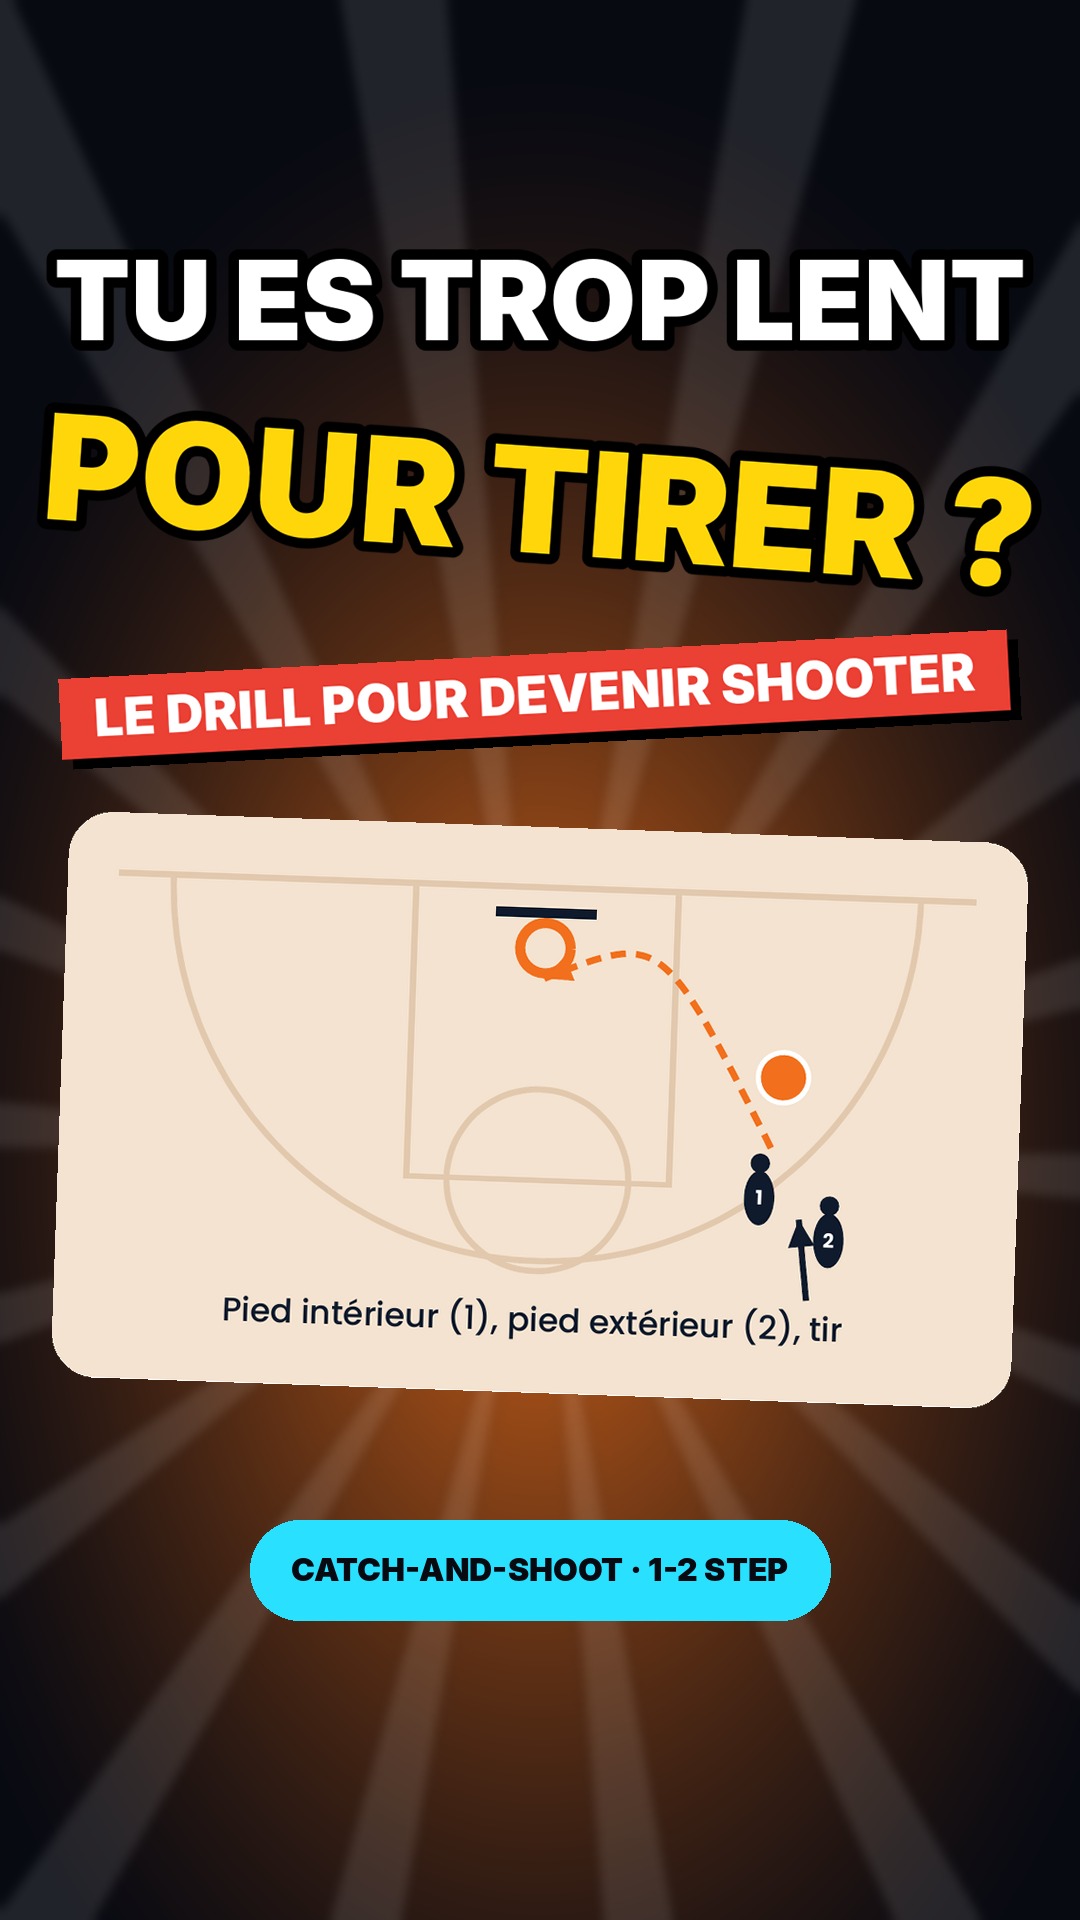 TU ES TROP LENT
POUR TIRER ?
LE DRILL POUR DEVENIR SHOOTER
1
2
Pied intérieur (1), pied extérieur (2), tir
CATCH-AND-SHOOT · 1-2 STEP